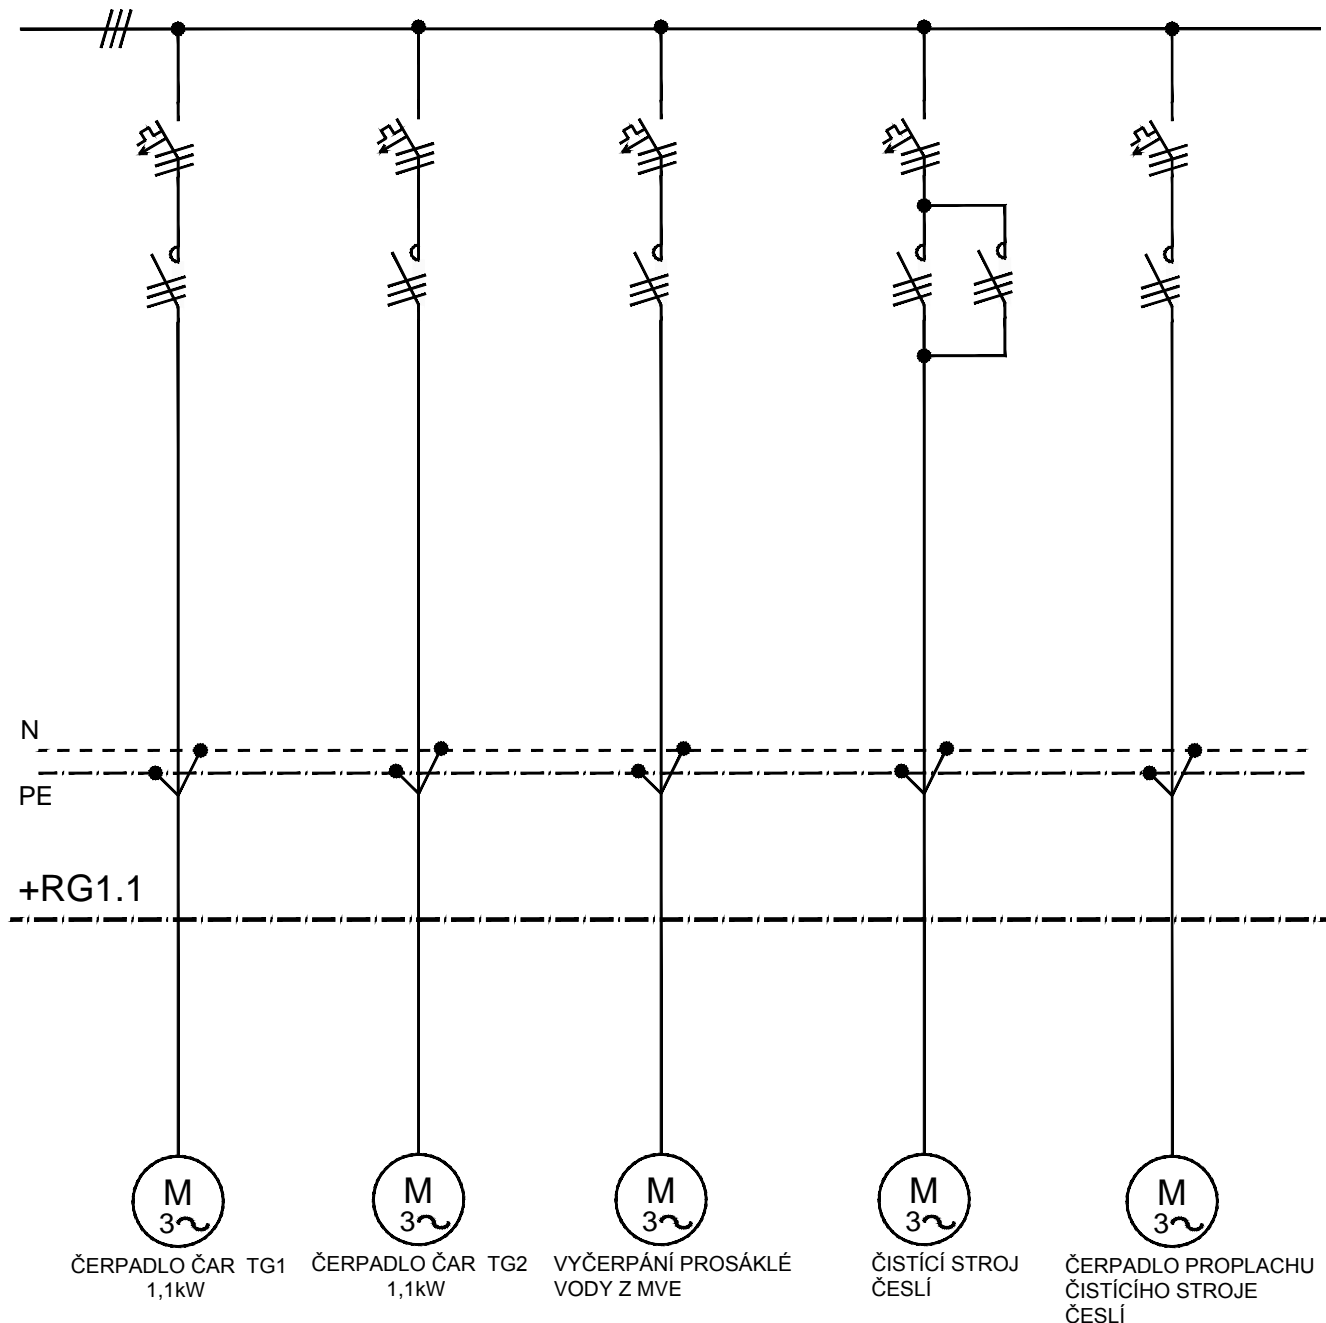 N
PE
+RG1.1
M
3~
M
3~
M
3~
M
3~
M
3~
ČERPADLO ČAR TG1
1,1kW
ČERPADLO ČAR TG2
1,1kW
VYČERPÁNÍ PROSÁKLÉ
VODY Z MVE
ČISTÍCÍ STROJ
ČESLÍ
ČERPADLO PROPLACHU
ČISTÍCÍHO STROJE
ČESLÍ